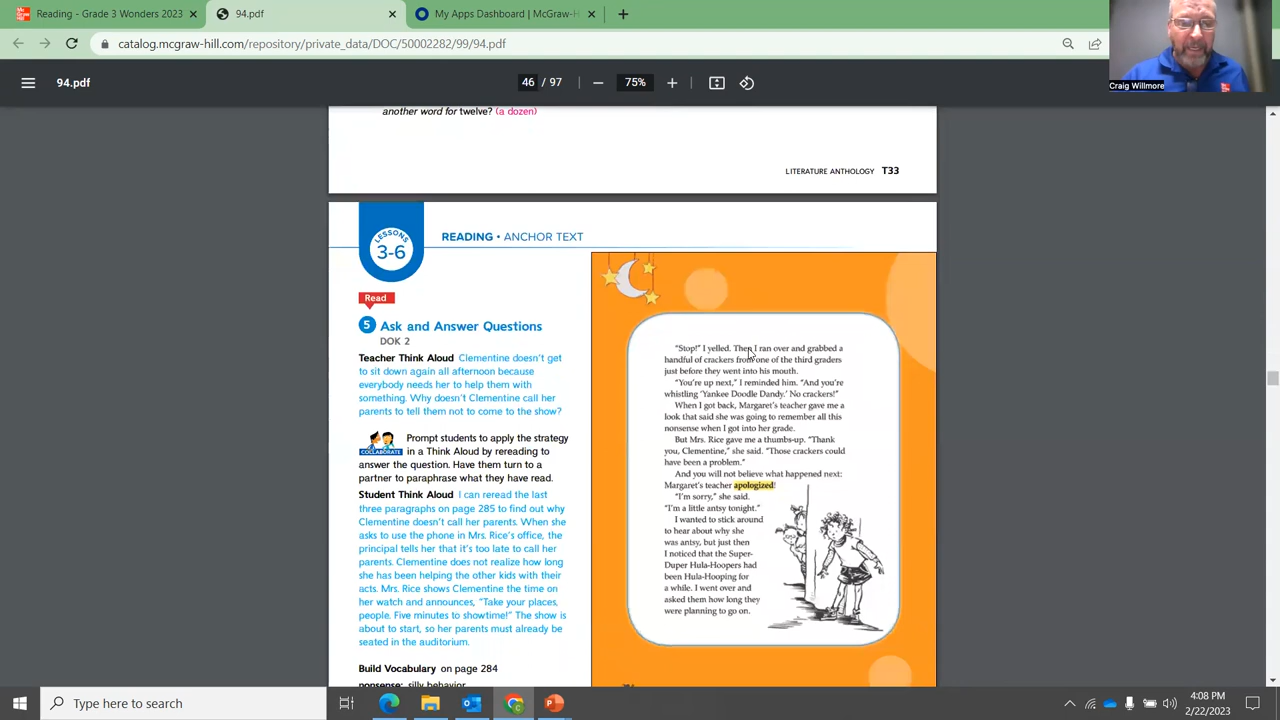 Reading - Grade 3 Wonders 2023
94.pdf
My Apps Dashboard | McGraw-H
catalog.mcgraw-hill.com/repository/private_data/DOC/50002282/99/94.pdf
Craig Willmore
94.pdf
46 / 97
75%
another word for twelve? (a dozen)
LITERATURE ANTHOLOGY T33
LESSONS
3-6
READING • ANCHOR TEXT
Read
5 Ask and Answer Questions
DOK 2
Teacher Think Aloud Clementine doesn't get
to sit down again all afternoon because
everybody needs her to help them with
something. Why doesn't Clementine call her
parents to tell them not to come to the show?
COLLABORATE
Prompt students to apply the strategy
in a Think Aloud by rereading to
answer the question. Have them turn to a
partner to paraphrase what they have read.
Student Think Aloud I can reread the last
three paragraphs on page 285 to find out why
Clementine doesn't call her parents. When she
asks to use the phone in Mrs. Rice's office, the
principal tells her that it's too late to call her
parents. Clementine does not realize how long
she has been helping the other kids with their
acts. Mrs. Rice shows Clementine the time on
her watch and announces, "Take your places,
people. Five minutes to showtime!" The show is
about to start, so her parents must already be
seated in the auditorium.
Build Vocabulary on page 284
nonsense: silly behavior
"Stop!" I yelled. Then I ran over and grabbed a
handful of crackers from one of the third graders
just before they went into his mouth.
"You're up next," I reminded him. "And you're
whistling 'Yankee Doodle Dandy.' No crackers!"
When I got back, Margaret's teacher gave me a
look that said she was going to remember all this
nonsense when I got into her grade.
But Mrs. Rice gave me a thumbs-up. "Thank
you, Clementine," she said. "Those crackers could
have been a problem."
And you will not believe what happened next:
Margaret's teacher apologized!
"I'm sorry," she said.
"I'm a little antsy tonight."
I wanted to stick around
to hear about why she
was antsy, but just then
I noticed that the Super-
Duper Hula-Hoopers had
been Hula-Hooping for
a while. I went over and
asked them how long they
were planning to go on.
Type here to search
4:08 PM
2/22/2023